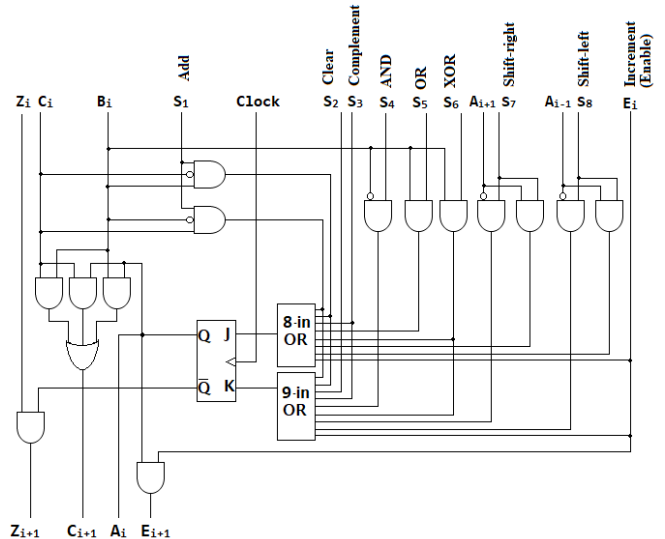 Add
Clear
Complement
AND
OR
XOR
Shift-right
Shift-left
Increment
(Enable)
Zi Ci Bi S1 Clock S2 S3 S4 S5 S6 Ai+1 S7 Ai-1 S8 Ei
Q J
8-in
OR
Q̅ K
9-in
OR
Zi+1 Ci+1 Ai Ei+1